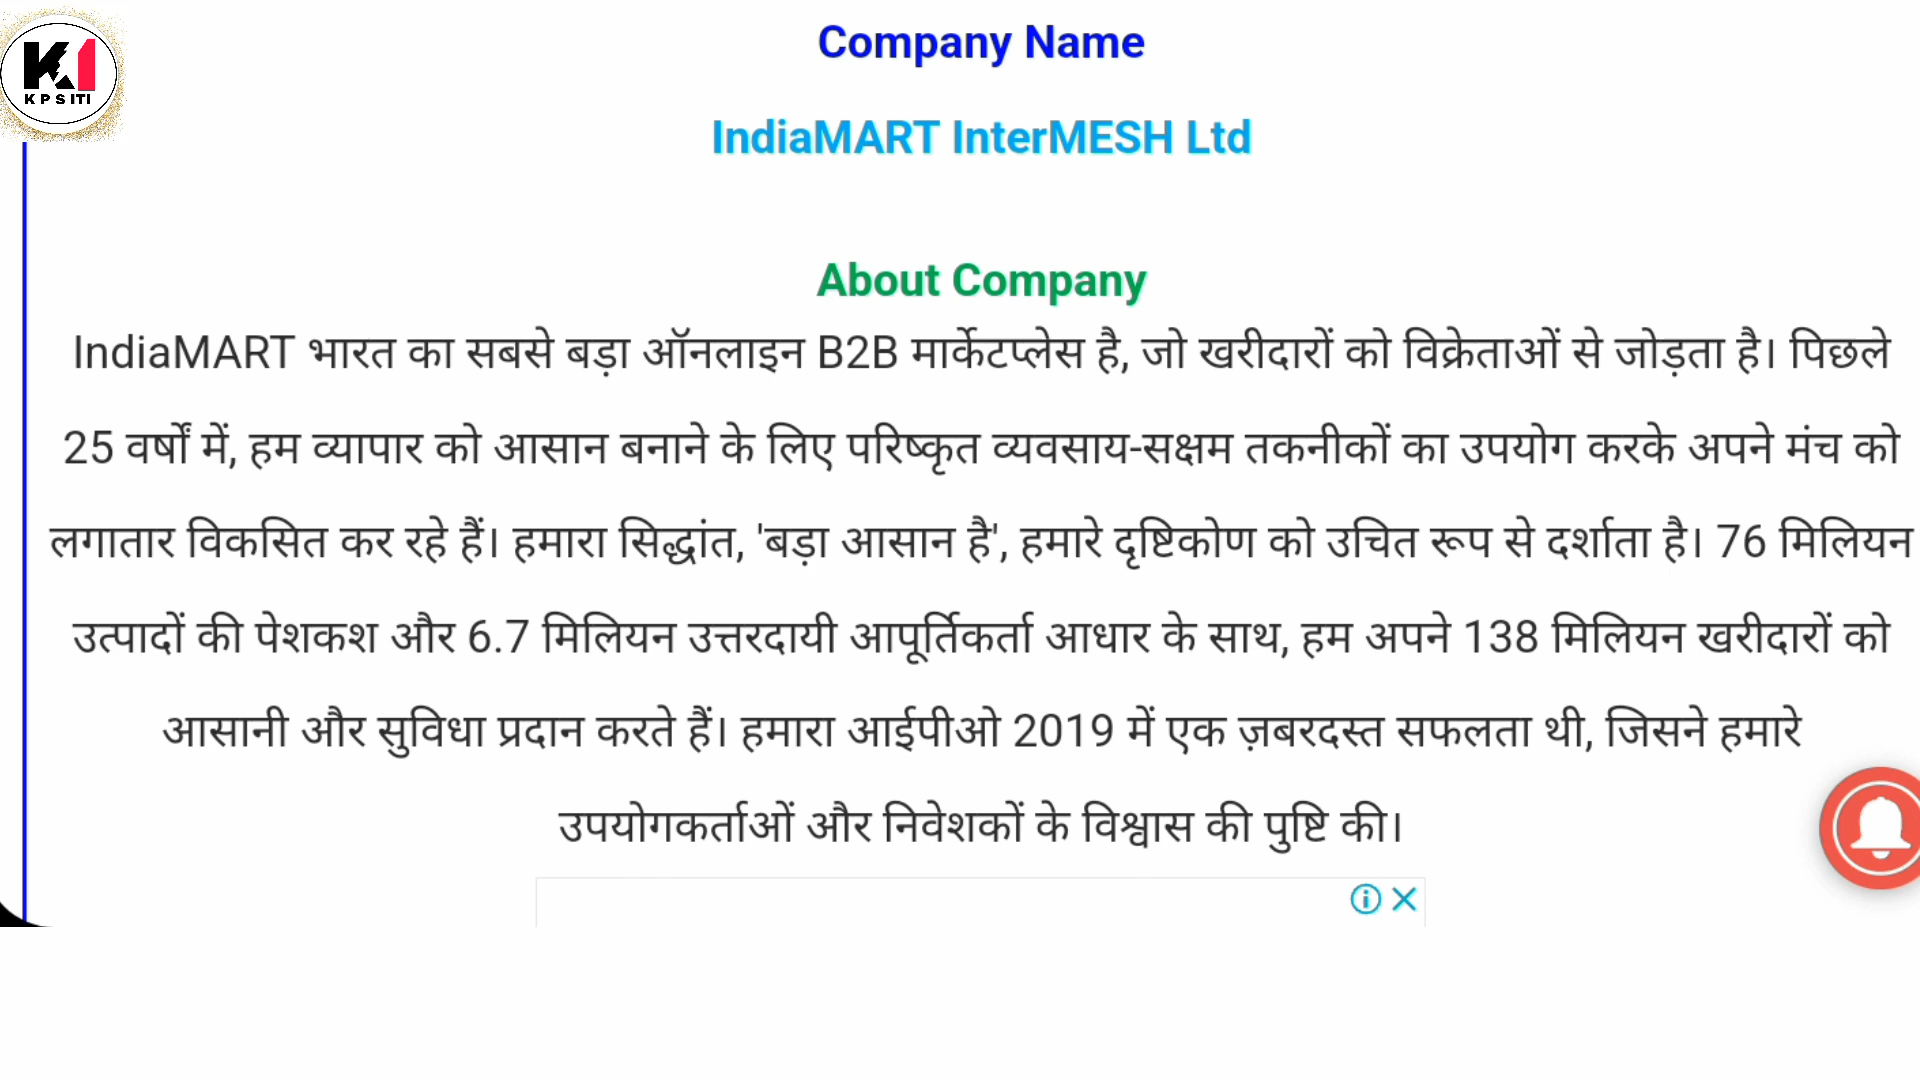 K1
KPSITI
Company Name
IndiaMART InterMESH Ltd
About Company
IndiaMART भारत का सबसे बड़ा ऑनलाइन B2B मार्केटप्लेस है, जो खरीदारों को विक्रेताओं से जोड़ता है। पिछले
25 वर्षों में, हम व्यापार को आसान बनाने के लिए परिष्कृत व्यवसाय-सक्षम तकनीकों का उपयोग करके अपने मंच को
लगातार विकसित कर रहे हैं। हमारा सिद्धांत, 'बड़ा आसान है', हमारे दृष्टिकोण को उचित रूप से दर्शाता है। 76 मिलियन
उत्पादों की पेशकश और 6.7 मिलियन उत्तरदायी आपूर्तिकर्ता आधार के साथ, हम अपने 138 मिलियन खरीदारों को
आसानी और सुविधा प्रदान करते हैं। हमारा आईपीओ 2019 में एक ज़बरदस्त सफलता थी, जिसने हमारे
उपयोगकर्ताओं और निवेशकों के विश्वास की पुष्टि की।